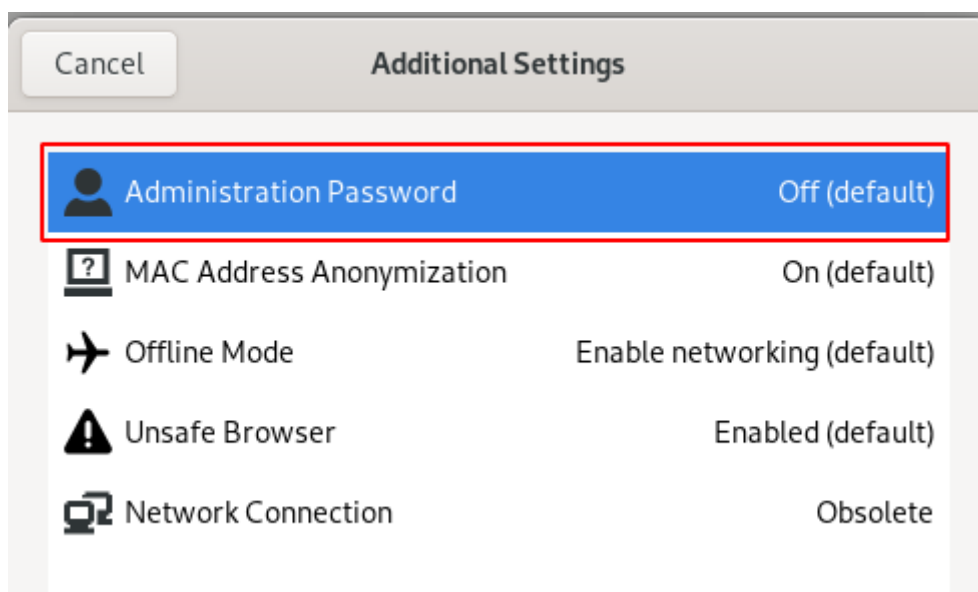 Cancel Additional Settings
Administration Password Off (default)
? MAC Address Anonymization On (default)
Offline Mode Enable networking (default)
Unsafe Browser Enabled (default)
Network Connection Obsolete